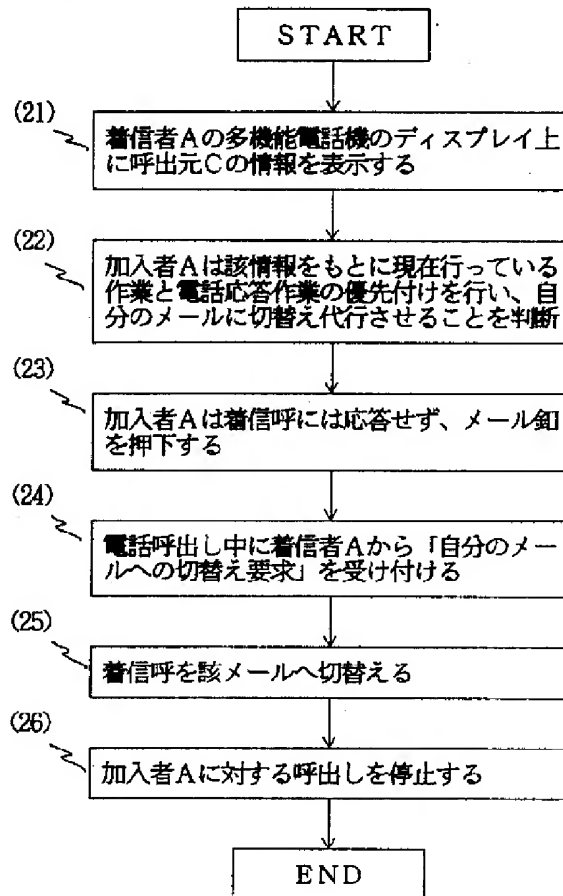 START
(21)
着信者Aの多機能電話機のディスプレイ上
に呼出元Cの情報を表示する
(22)
加入者Aは該情報をもとに現在行っている
作業と電話応答作業の優先付けを行い、自
分のメールに切替え代行させることを判断
(23)
加入者Aは着信呼には応答せず、メール釦
を押下する
(24)
電話呼出し中に着信者Aから「自分のメー
ルへの切替え要求」を受け付ける
(25)
着信呼を該メールへ切替える
(26)
加入者Aに対する呼出しを停止する
END